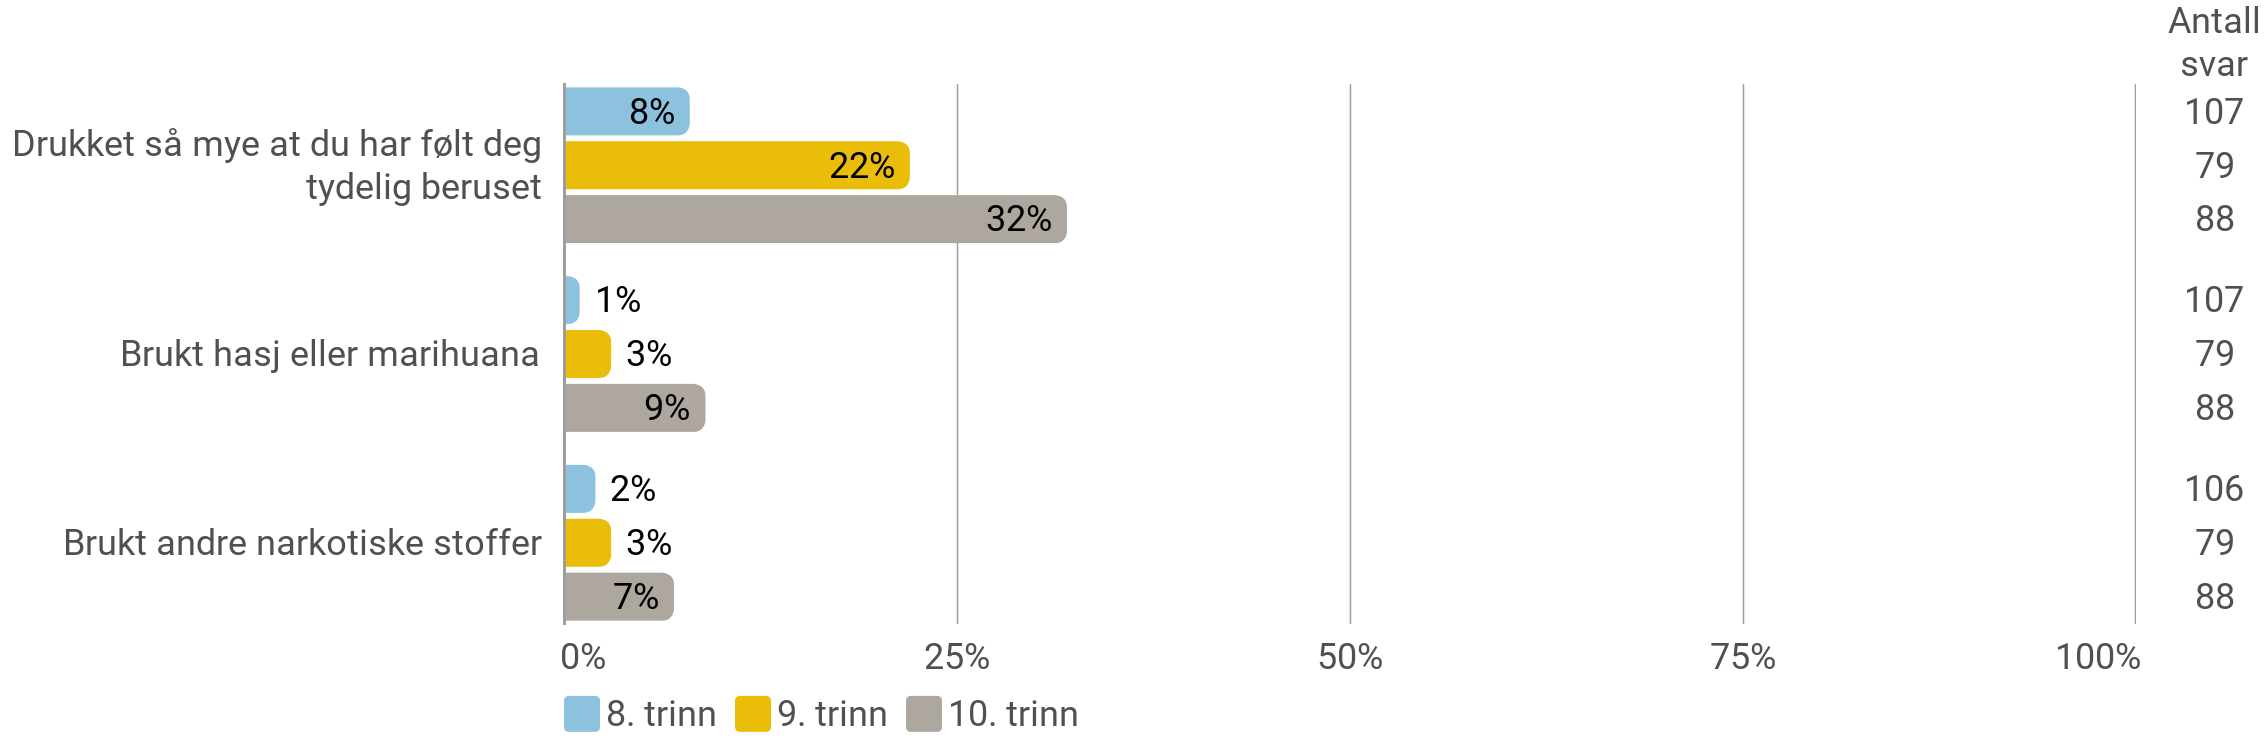 Antall
svar
8% 107
Drukket så mye at du har følt deg
tydelig beruset
22% 79
32% 88
1% 107
Brukt hasj eller marihuana 3% 79
9% 88
2% 106
Brukt andre narkotiske stoffer 3% 79
7% 88
0% 25% 50% 75% 100%
8. trinn 9. trinn 10. trinn